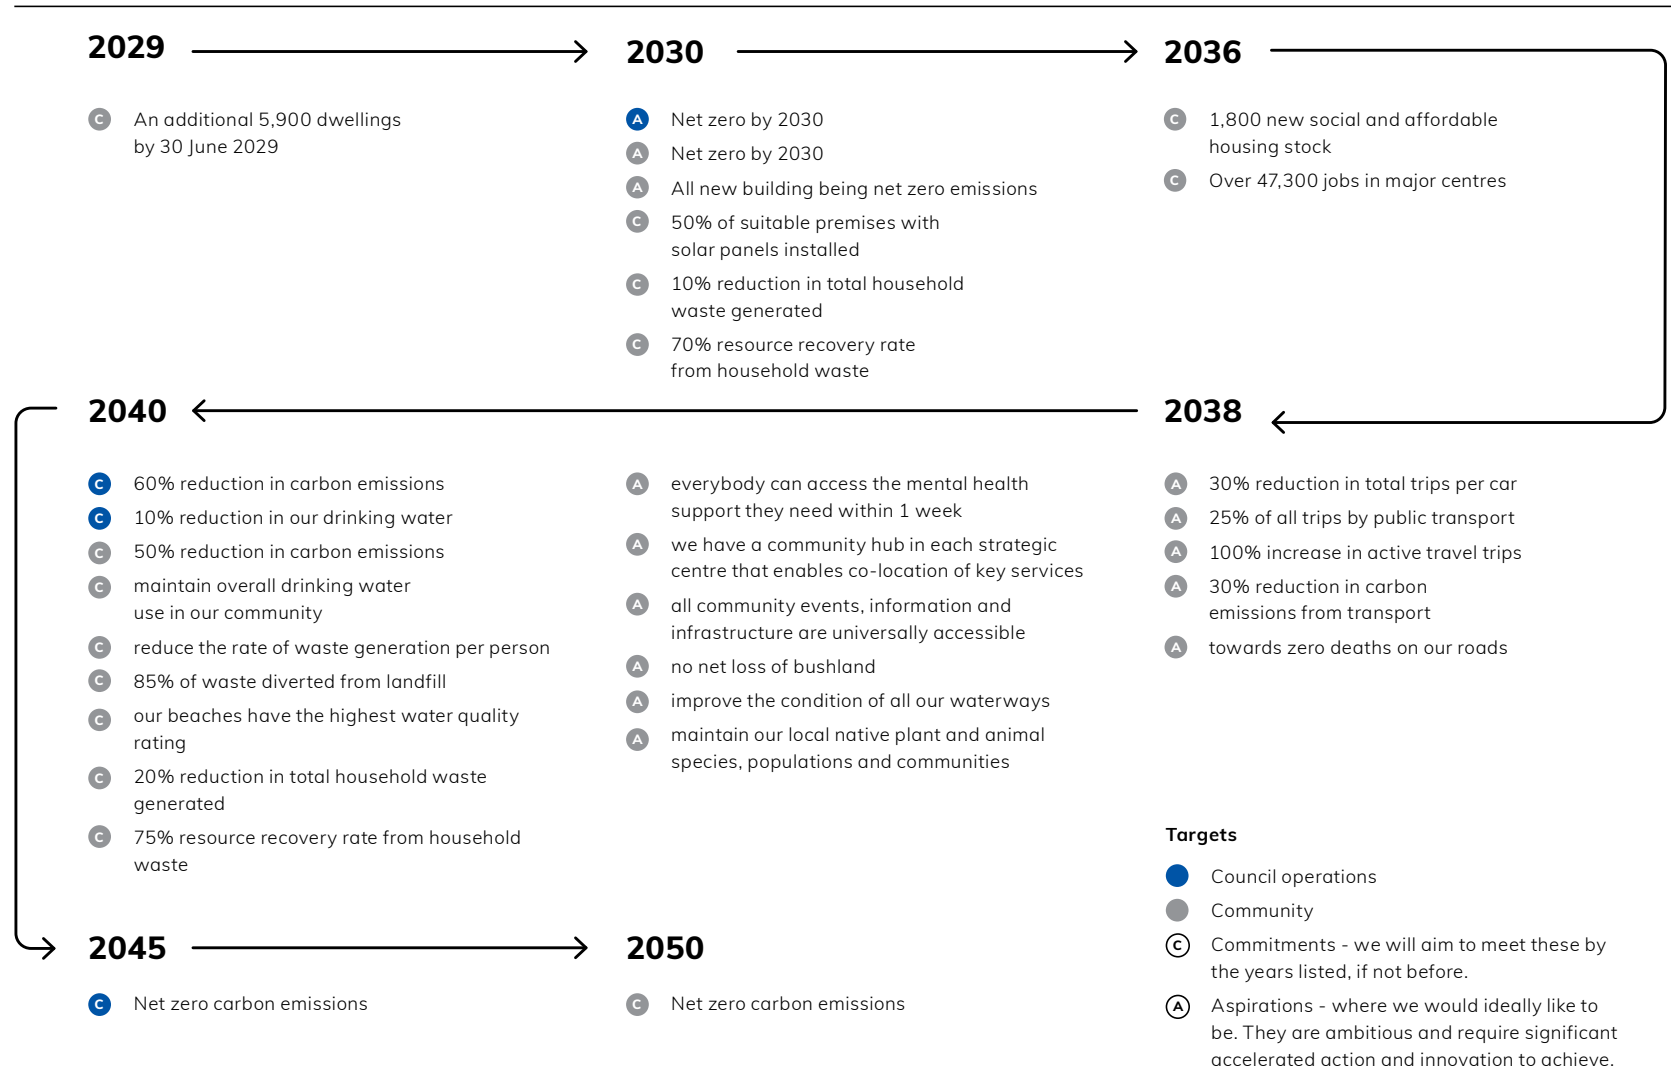 2029
C An additional 5,900 dwellings
by 30 June 2029
2030
A Net zero by 2030
A Net zero by 2030
A All new building being net zero emissions
C 50% of suitable premises with
solar panels installed
C 10% reduction in total household
waste generated
C 70% resource recovery rate
from household waste
2036
C 1,800 new social and affordable
housing stock
C Over 47,300 jobs in major centres
2038
A 30% reduction in total trips per car
A 25% of all trips by public transport
A 100% increase in active travel trips
A 30% reduction in carbon
emissions from transport
A towards zero deaths on our roads
2040
C 60% reduction in carbon emissions
C 10% reduction in our drinking water
C 50% reduction in carbon emissions
C maintain overall drinking water
use in our community
C reduce the rate of waste generation per person
C 85% of waste diverted from landfill
C our beaches have the highest water quality
rating
C 20% reduction in total household waste
generated
C 75% resource recovery rate from household
waste
A everybody can access the mental health
support they need within 1 week
A we have a community hub in each strategic
centre that enables co-location of key services
A all community events, information and
infrastructure are universally accessible
A no net loss of bushland
A improve the condition of all our waterways
A maintain our local native plant and animal
species, populations and communities
2045
C Net zero carbon emissions
2050
C Net zero carbon emissions
Targets
Council operations
Community
C Commitments - we will aim to meet these by
the years listed, if not before.
A Aspirations - where we would ideally like to
be. They are ambitious and require significant
accelerated action and innovation to achieve.